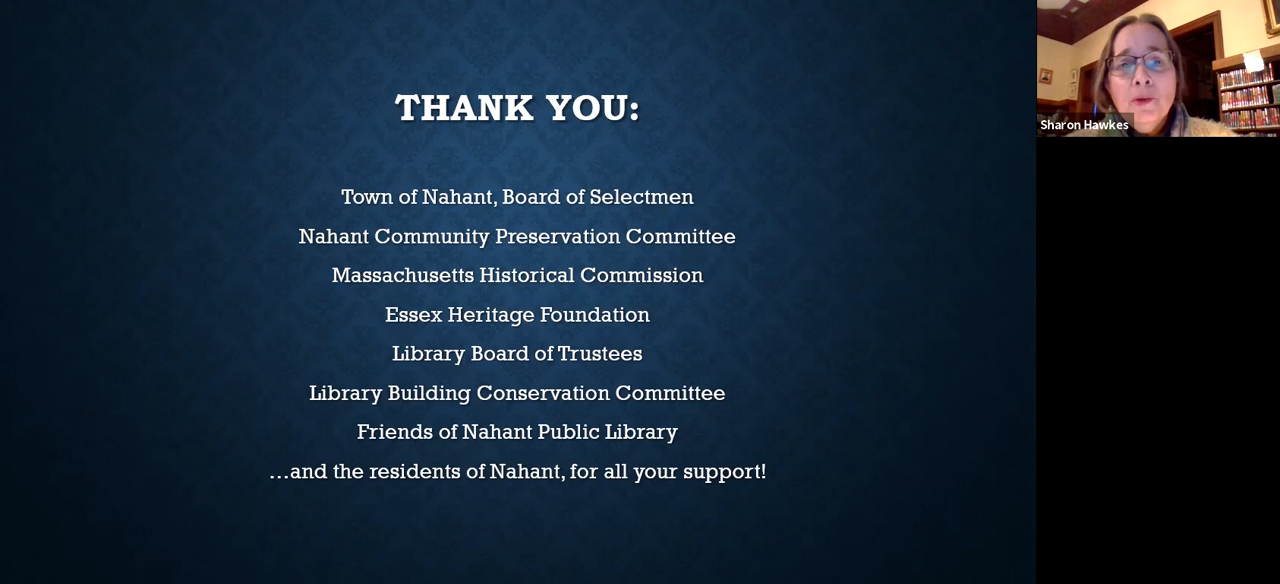 THANK YOU:
Town of Nahant, Board of Selectmen
Nahant Community Preservation Committee
Massachusetts Historical Commission
Essex Heritage Foundation
Library Board of Trustees
Library Building Conservation Committee
Friends of Nahant Public Library
...and the residents of Nahant, for all your support!
Sharon Hawkes